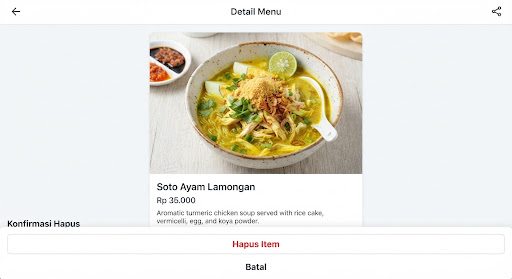 Detail Menu
Soto Ayam Lamongan
Rp 35.000
Aromatic turmeric chicken soup served with rice cake,
vermicelli, egg, and koya powder.
Konfirmasi Hapus
Hapus Item
Batal